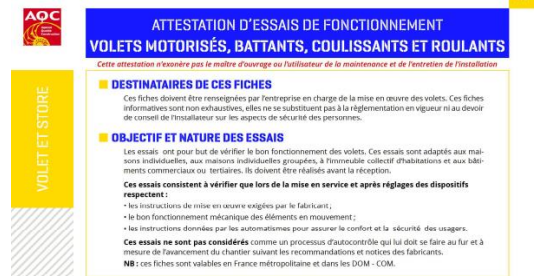 AQC
ATTESTATION D'ESSAIS DE FONCTIONNEMENT
VOLETS MOTORISÉS, BATTANTS, COULISSANTS ET ROULANTS
Cette attestation n'exonère pas le maître d'ouvrage ou l'utilisateur de la maintenance et de l'entretien de l'installation
VOLET ET STORE
DESTINATAIRES DE CES FICHES
Ces fiches doivent être renseignées par l'entreprise en charge de la mise en œuvre des volets. Ces fiches
informatives sont non exhaustives, elles ne se substituent pas à la règlementation en vigueur ni au devoir
de conseil de l'installateur sur les aspects de sécurité des personnes.
OBJECTIF ET NATURE DES ESSAIS
Les essais ont pour but de vérifier le bon fonctionnement des volets. Ces essais sont adaptés aux mai-
sons individuelles, aux maisons individuelles groupées, à l'immeuble collectif d'habitations et aux bâti-
ments commerciaux ou tertiaires. Ils doivent être réalisés avant la réception.
Ces essais consistent à vérifier que lors de la mise en service et après réglages des dispositifs
respectent :
• les instructions de mise en œuvre exigées par le fabricant ;
• le bon fonctionnement mécanique des éléments en mouvement ;
• les instructions données par les automatismes pour assurer le confort et la sécurité des usagers.
Ces essais ne sont pas considérés comme un processus d'autocontrôle qui lui doit se faire au fur et à
mesure de l'avancement du chantier suivant les recommandations et notices des fabricants.
NB : ces fiches sont valables en France métropolitaine et dans les DOM - COM.